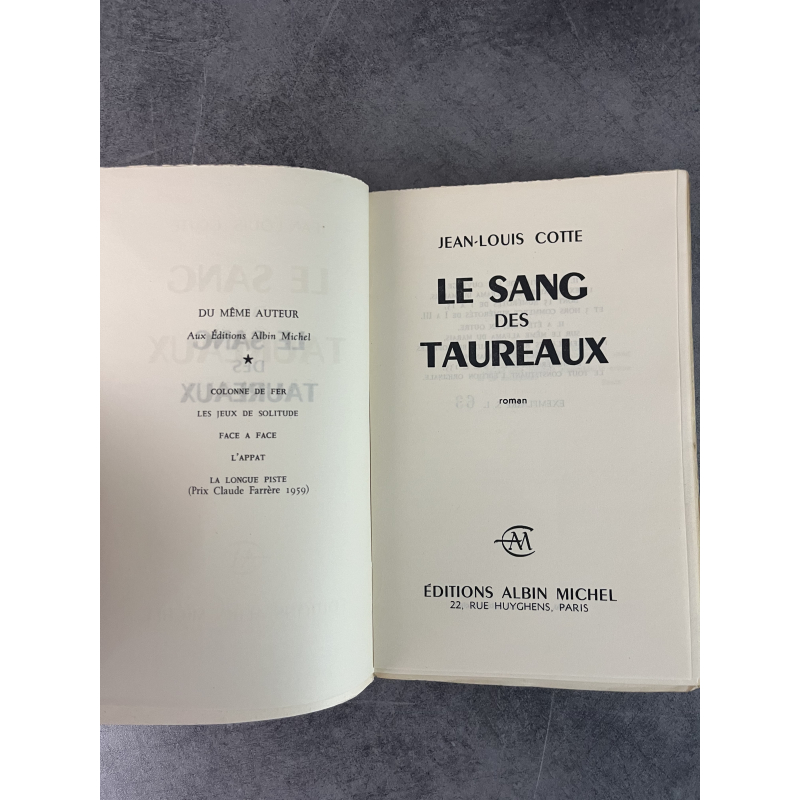 DU MÊME AUTEUR
Aux Éditions Albin Michel
★
COLONNE DE FER
LES JEUX DE SOLITUDE
FACE A FACE
L'APPAT
LA LONGUE PISTE
(Prix Claude Farrère 1959)
JEAN-LOUIS COTTE
LE SANG
DES
TAUREAUX
roman
AM
ÉDITIONS ALBIN MICHEL
22, RUE HUYGHENS, PARIS